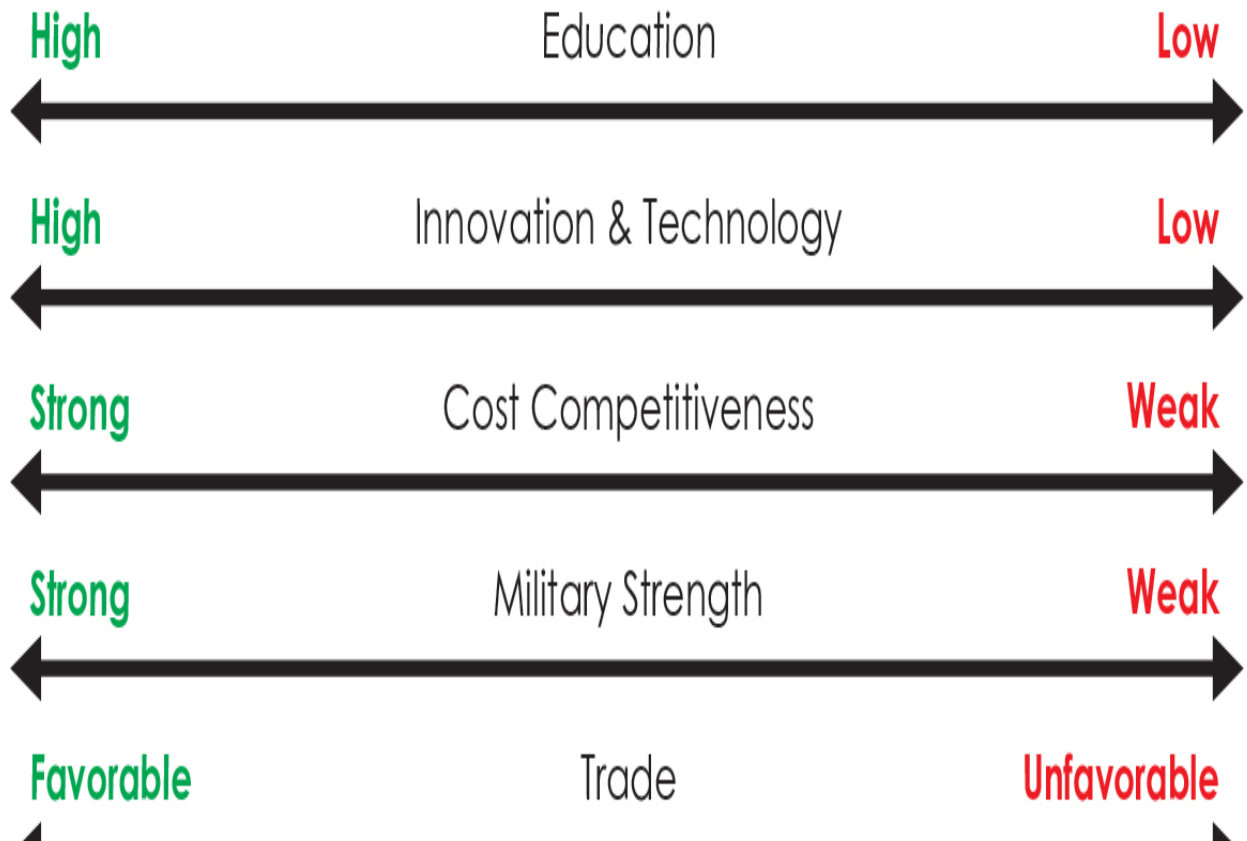 High Education Low
High Innovation & Technology Low
Strong Cost Competitiveness Weak
Strong Military Strength Weak
Favorable Trade Unfavorable